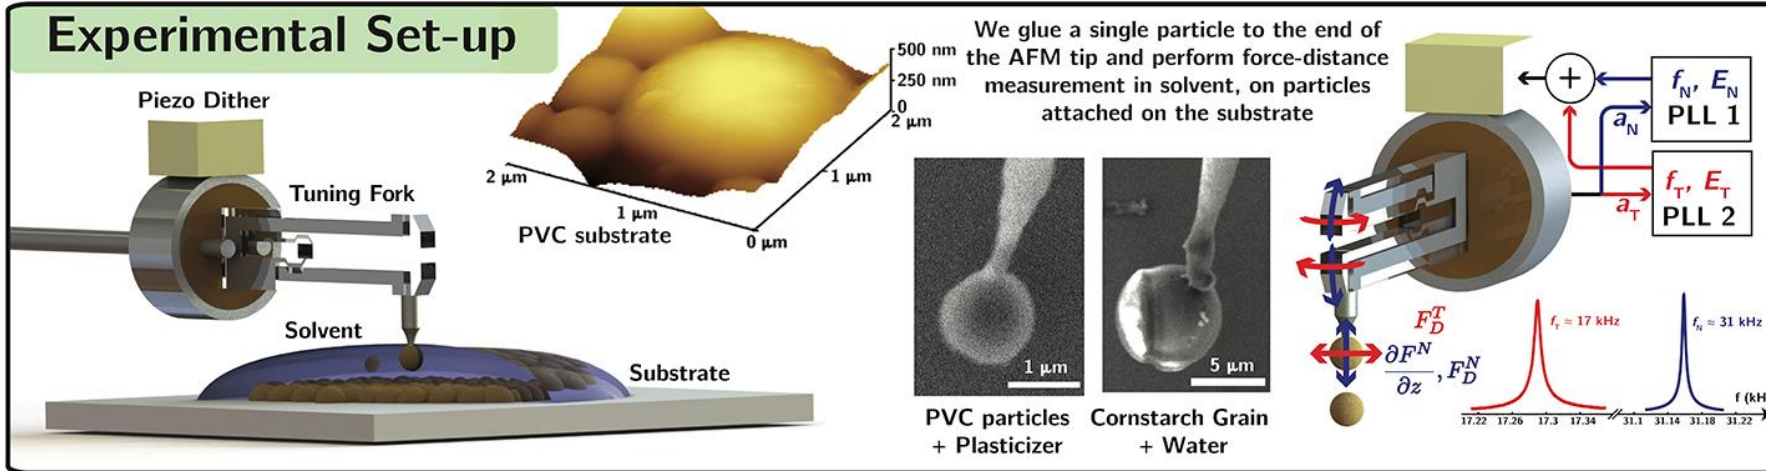 Experimental Set-up
Piezo Dither
Tuning Fork
Solvent
Substrate
500 nm
250 nm
0
2 μm
1 μm
0 μm
1 μm
2 μm
PVC substrate
We glue a single particle to the end of
the AFM tip and perform force-distance
measurement in solvent, on particles
attached on the substrate
1 μm
PVC particles
+ Plasticizer
5 μm
Cornstarch Grain
+ Water
+
f_N, E_N
PLL 1
a_N
f_T, E_T
PLL 2
a_T
F_D^T
∂F^N/∂z, F_D^N
f_T ≈ 17 kHz
f_N ≈ 31 kHz
f (kH
17.22 17.26 17.3 17.34 31.1 31.14 31.18 31.22